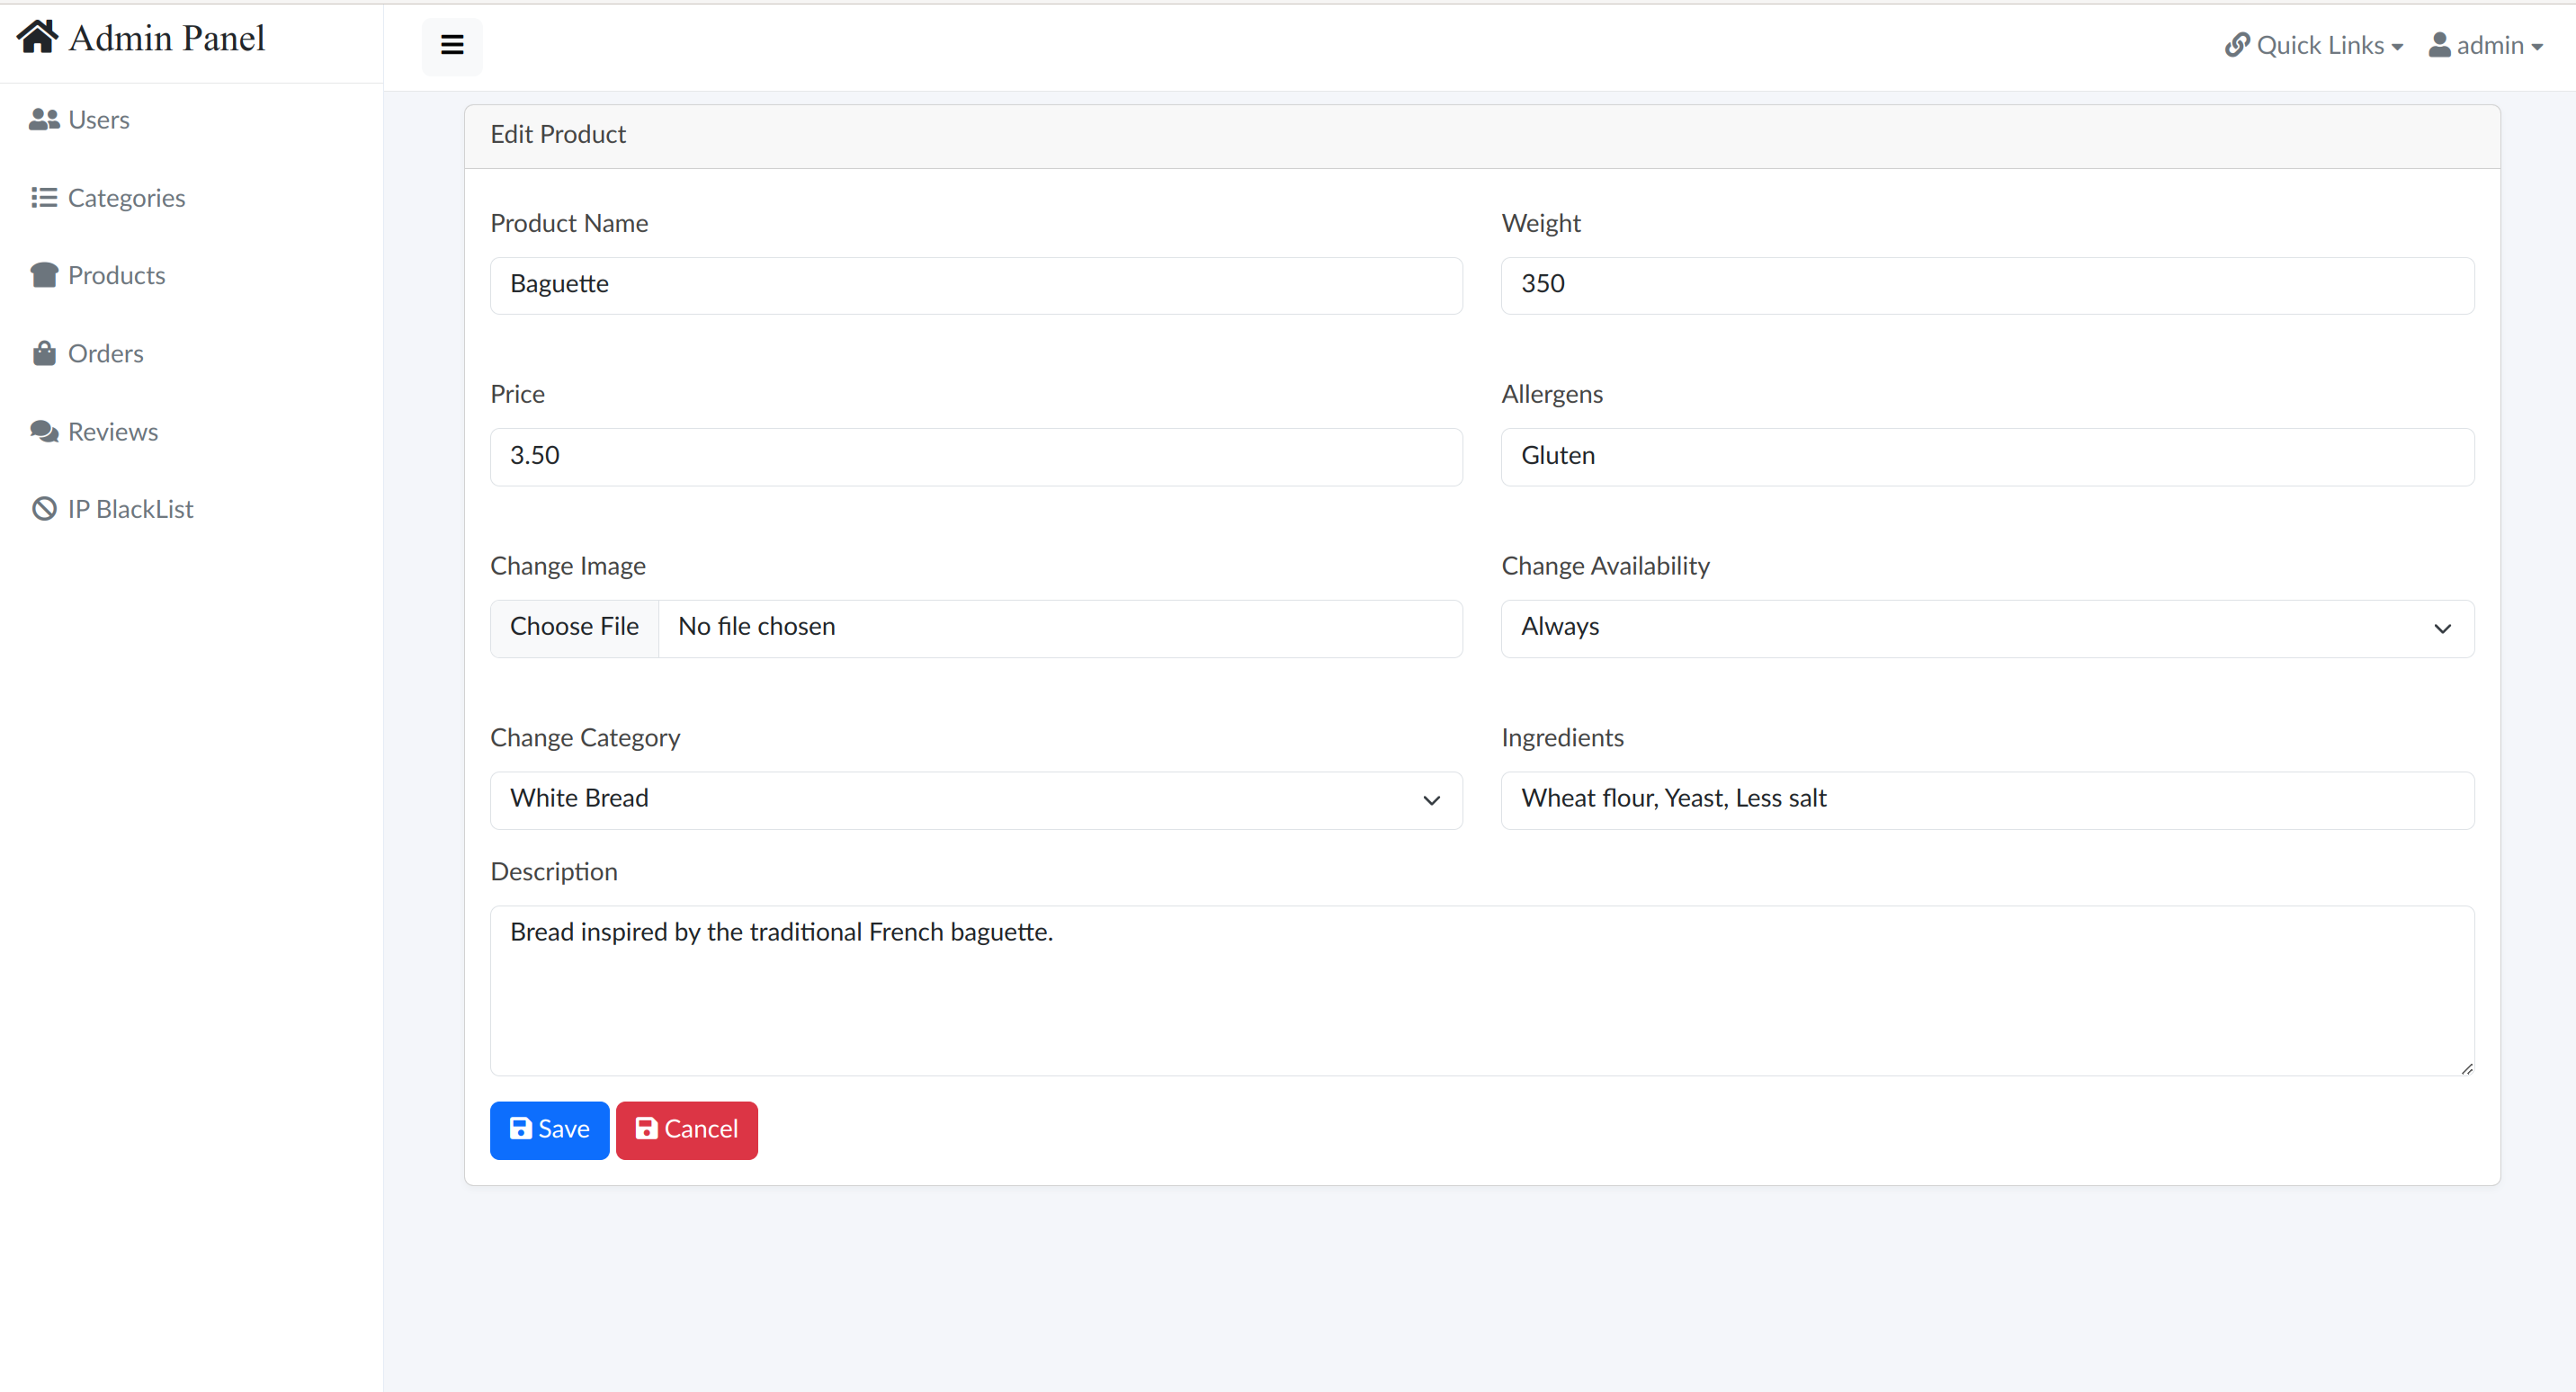 Admin Panel
Quick Links
admin
Users
Categories
Products
Orders
Reviews
IP BlackList
Edit Product
Product Name
Weight
Baguette
350
Price
Allergens
3.50
Gluten
Change Image
Change Availability
Choose File
No file chosen
Always
Change Category
Ingredients
White Bread
Wheat flour, Yeast, Less salt
Description
Bread inspired by the traditional French baguette.
Save
Cancel